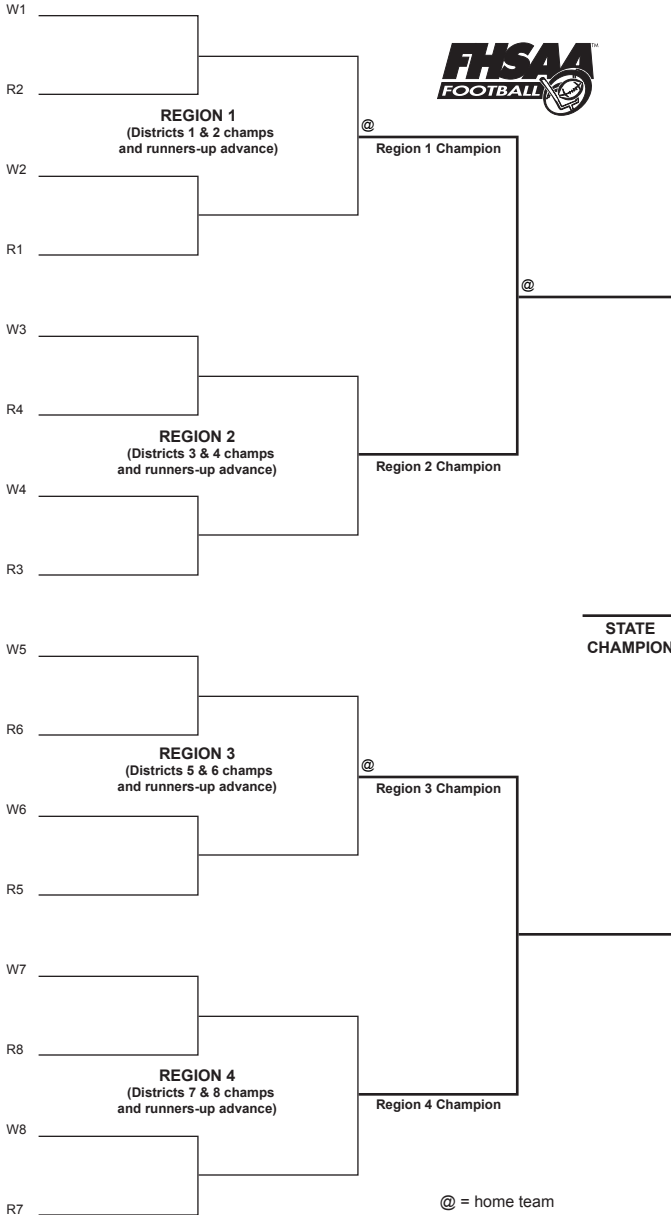 W1
FHSAA™
FOOTBALL
R2
REGION 1
(Districts 1 & 2 champs
and runners-up advance)
@
Region 1 Champion
W2
R1
@
W3
R4
REGION 2
(Districts 3 & 4 champs
and runners-up advance)
Region 2 Champion
W4
R3
STATE
CHAMPION
W5
R6
REGION 3
(Districts 5 & 6 champs
and runners-up advance)
@
Region 3 Champion
W6
R5
W7
R8
REGION 4
(Districts 7 & 8 champs
and runners-up advance)
Region 4 Champion
W8
R7
@ = home team